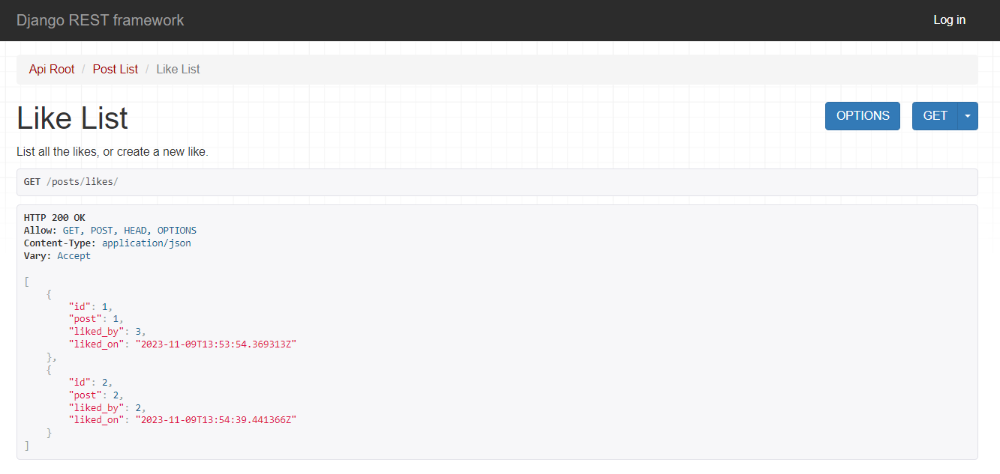 Django REST framework
Log in
Api Root / Post List / Like List
Like List
OPTIONS
GET
List all the likes, or create a new like.
GET /posts/likes/
HTTP 200 OK
Allow: GET, POST, HEAD, OPTIONS
Content-Type: application/json
Vary: Accept
[
    {
        "id": 1,
        "post": 1,
        "liked_by": 3,
        "liked_on": "2023-11-09T13:53:54.369313Z"
    },
    {
        "id": 2,
        "post": 2,
        "liked_by": 2,
        "liked_on": "2023-11-09T13:54:39.441366Z"
    }
]